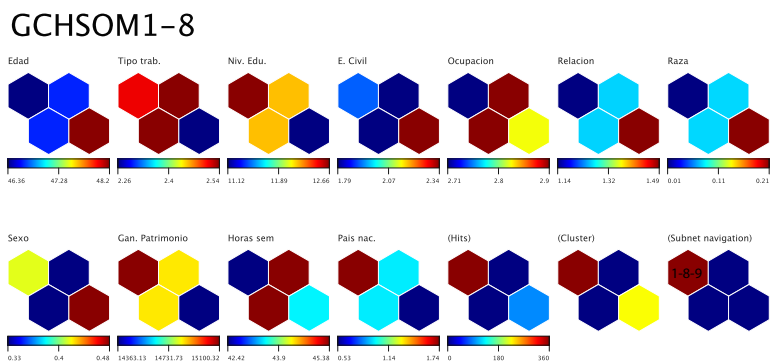 GCHSOM1-8
Edad Tipo trab. Niv. Edu. E. Civil Ocupacion Relacion Raza
46.36 47.28 48.2 2.26 2.4 2.54 11.12 11.89 12.66 1.79 2.07 2.34 2.71 2.8 2.9 1.14 1.32 1.49 0.01 0.11 0.21
Sexo Gan. Patrimonio Horas sem Pais nac. (Hits) (Cluster) (Subnet navigation)
1-8-9
0.33 0.4 0.48 14363.13 14731.73 15100.32 42.42 43.9 45.38 0.53 1.14 1.74 0 180 360